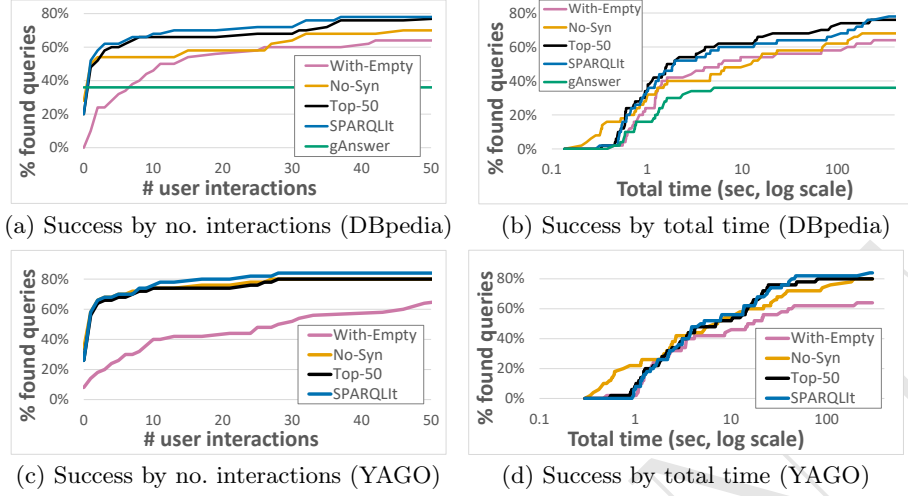 80%
60%
40%
20%
0%
% found queries
With-Empty
No-Syn
Top-50
SPARQLIt
gAnswer
0 10 20 30 40 50
# user interactions
(a) Success by no. interactions (DBpedia)
80%
60%
40%
20%
0%
% found queries
With-Empty
No-Syn
Top-50
SPARQLIt
gAnswer
0.1 1 10 100
Total time (sec, log scale)
(b) Success by total time (DBpedia)
80%
60%
40%
20%
0%
% found queries
With-Empty
No-Syn
Top-50
SPARQLIt
0 10 20 30 40 50
# user interactions
(c) Success by no. interactions (YAGO)
80%
60%
40%
20%
0%
% found queries
With-Empty
No-Syn
Top-50
SPARQLIt
0.1 1 10 100
Total time (sec, log scale)
(d) Success by total time (YAGO)